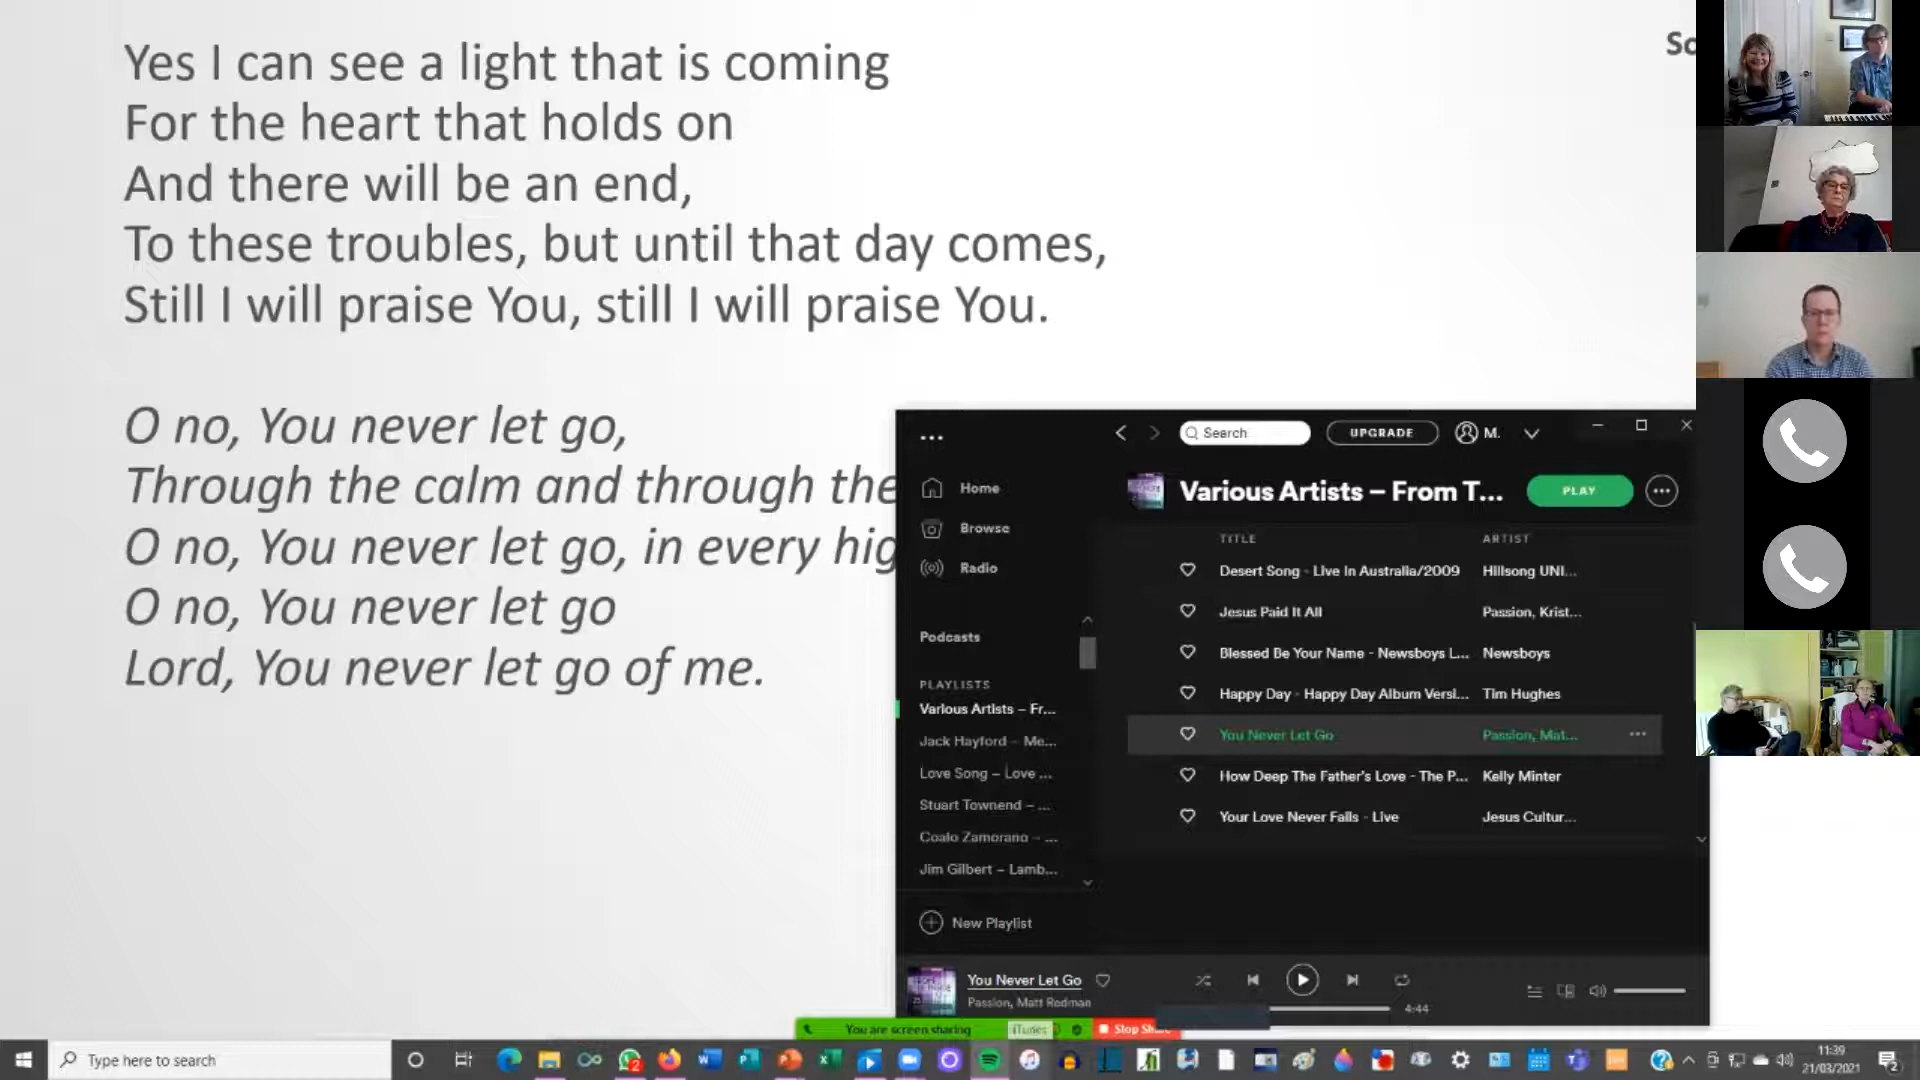 Yes I can see a light that is coming
For the heart that holds on
And there will be an end,
To these troubles, but until that day comes,
Still I will praise You, still I will praise You.
O no, You never let go,
Through the calm and through the
O no, You never let go, in every hig
O no, You never let go
Lord, You never let go of me.
So
Search
UPGRADE
M.
Home
Browse
Radio
Podcasts
PLAYLISTS
Various Artists – Fr...
Jack Hayford – Me...
Love Song – Love ...
Stuart Townend – ...
Coalo Zamorano – ...
Jim Gilbert – Lamb...
New Playlist
Various Artists – From T...
PLAY
TITLE ARTIST
Desert Song - Live In Australia/2009 Hillsong UNI...
Jesus Paid It All Passion, Krist...
Blessed Be Your Name - Newsboys L... Newsboys
Happy Day - Happy Day Album Versi... Tim Hughes
You Never Let Go Passion, Mat...
How Deep The Father's Love - The P... Kelly Minter
Your Love Never Fails - Live Jesus Cultur...
You Never Let Go
Passion, Matt Redman
4:44
You are screen sharing iTunes Stop Share
Type here to search
11:39
21/03/2021